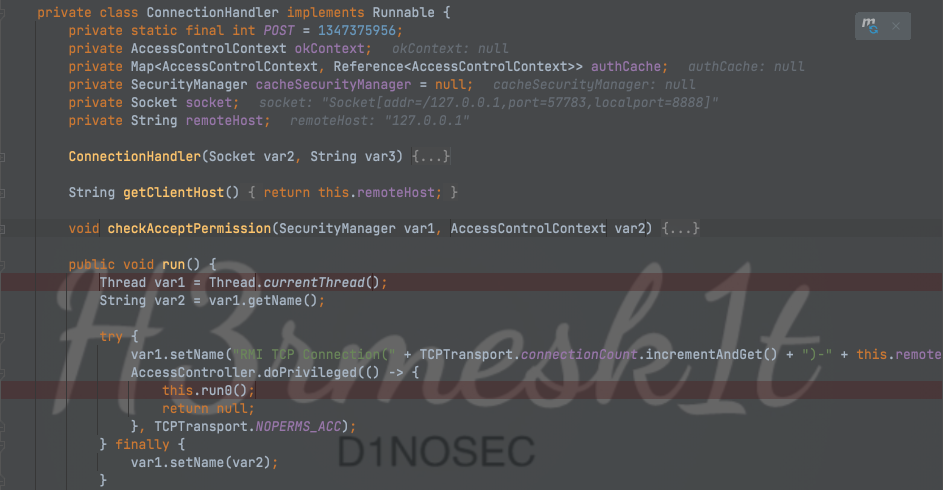 private class ConnectionHandler implements Runnable {
private static final int POST = 1347375956;
private AccessControlContext okContext; okContext: null
private Map<AccessControlContext, Reference<AccessControlContext>> authCache; authCache: null
private SecurityManager cacheSecurityManager = null; cacheSecurityManager: null
private Socket socket; socket: "Socket[addr=/127.0.0.1,port=57783,localport=8888]"
private String remoteHost; remoteHost: "127.0.0.1"
ConnectionHandler(Socket var2, String var3) {...}
String getClientHost() { return this.remoteHost; }
void checkAcceptPermission(SecurityManager var1, AccessControlContext var2) {...}
public void run() {
Thread var1 = Thread.currentThread();
String var2 = var1.getName();
try {
var1.setName("RMI TCP Connection(" + TCPTransport.connectionCount.incrementAndGet() + ")-" + this.remote
AccessController.doPrivileged(() -> {
this.run0();
return null;
}, TCPTransport.NOPERMS_ACC);
} finally {
var1.setName(var2);
}
H3rmesk1t
D1NOSEC
m